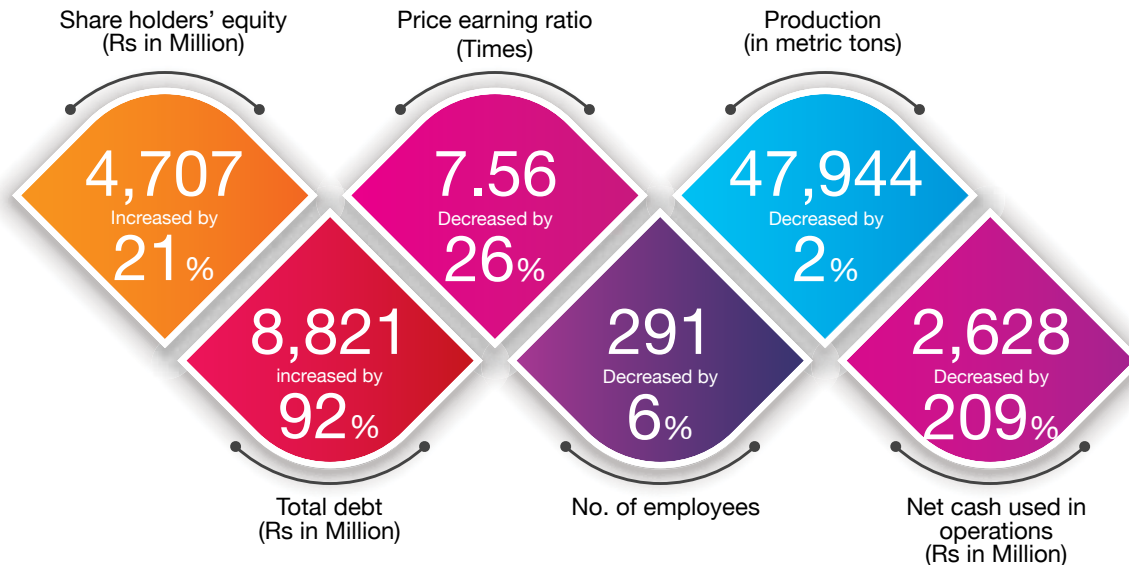 Share holders’ equity
(Rs in Million)
4,707
Increased by
21%
Price earning ratio
(Times)
7.56
Decreased by
26%
Production
(in metric tons)
47,944
Decreased by
2%
8,821
increased by
92%
Total debt
(Rs in Million)
291
Decreased by
6%
No. of employees
2,628
Decreased by
209%
Net cash used in
operations
(Rs in Million)